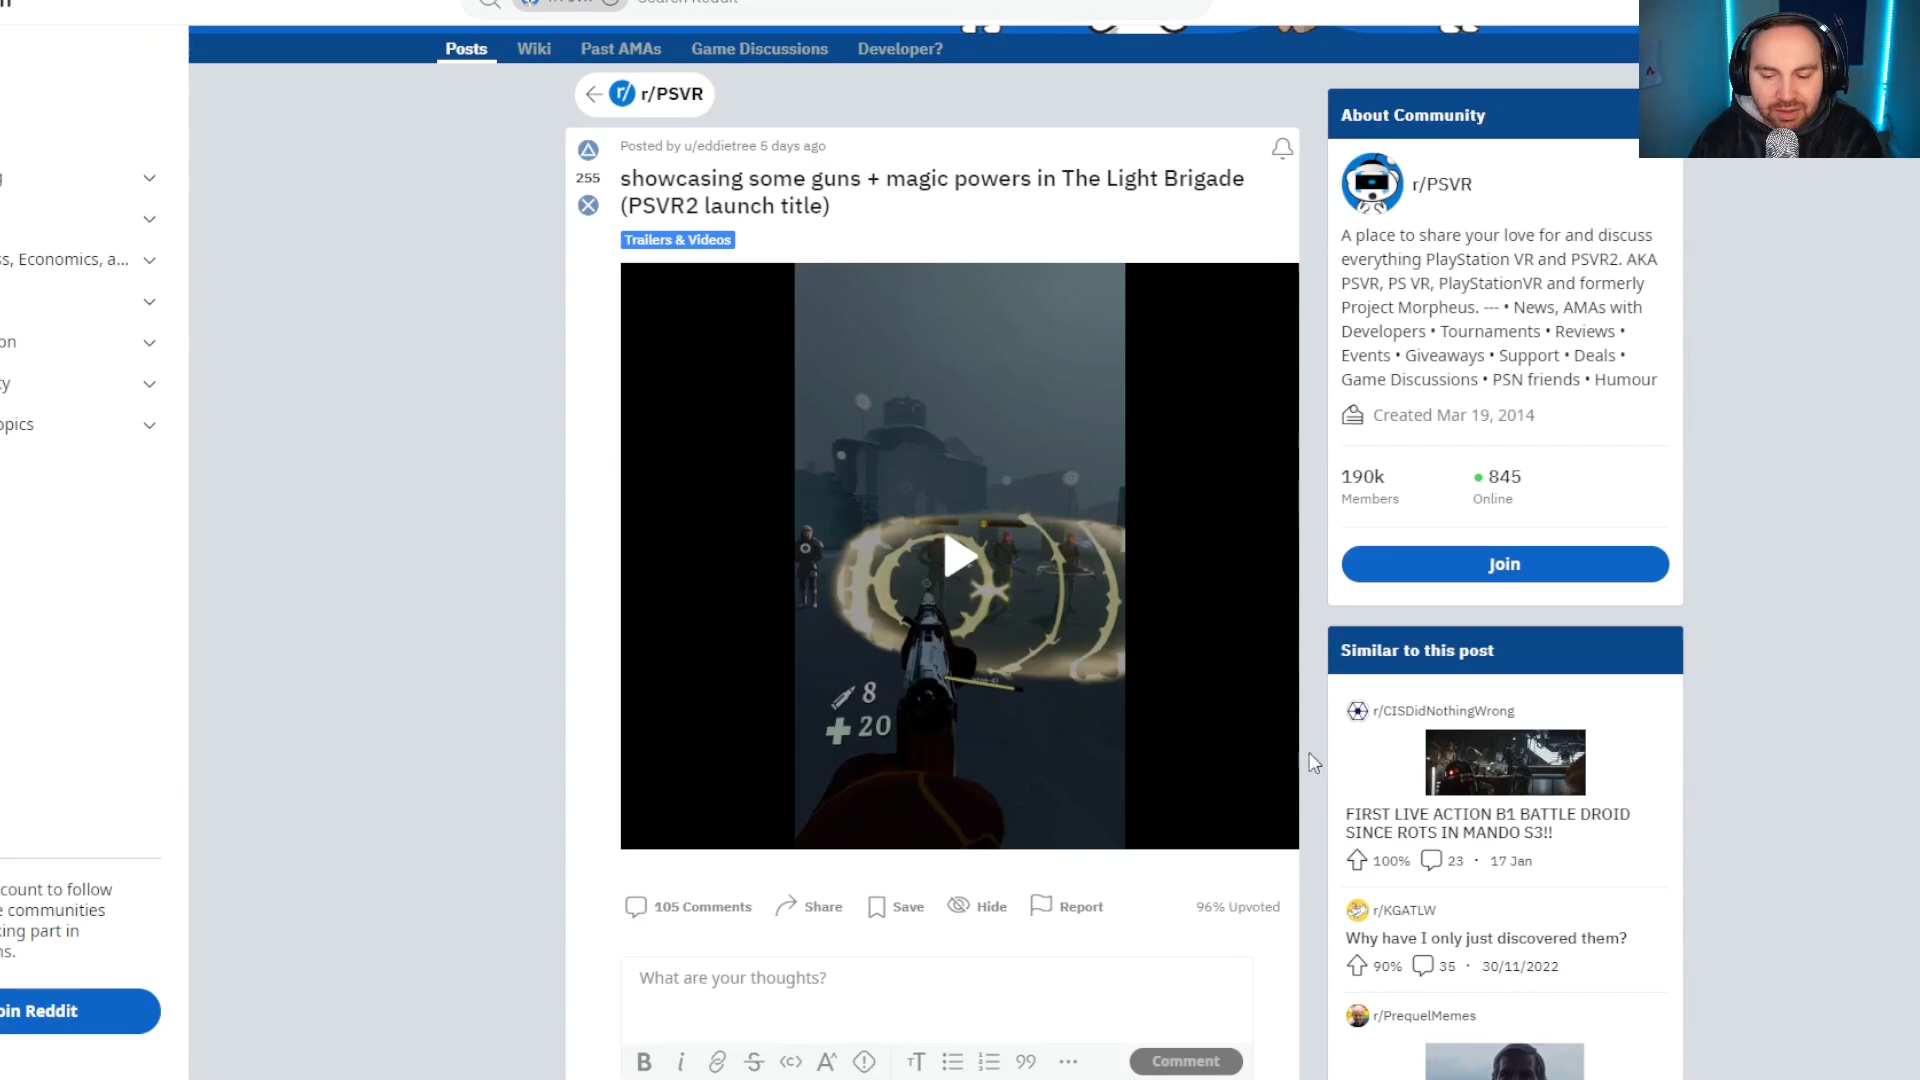 Posts Wiki Past AMAs Game Discussions Developer?
r/PSVR
Posted by u/eddietree 5 days ago
255
showcasing some guns + magic powers in The Light Brigade
(PSVR2 launch title)
Trailers & Videos
8
20
105 Comments Share Save Hide Report 96% Upvoted
What are your thoughts?
Comment
About Community
r/PSVR
A place to share your love for and discuss
everything PlayStation VR and PSVR2. AKA
PSVR, PS VR, PlayStationVR and formerly
Project Morpheus. --- • News, AMAs with
Developers • Tournaments • Reviews •
Events • Giveaways • Support • Deals •
Game Discussions • PSN friends • Humour
Created Mar 19, 2014
190k 845
Members Online
Join
Similar to this post
r/CISDidNothingWrong
FIRST LIVE ACTION B1 BATTLE DROID
SINCE ROTS IN MANDO S3!!
100% 23 · 17 Jan
r/KGATLW
Why have I only just discovered them?
90% 35 · 30/11/2022
r/PrequelMemes
s, Economics, a...
on
opics
count to follow
communities
king part in
oin Reddit